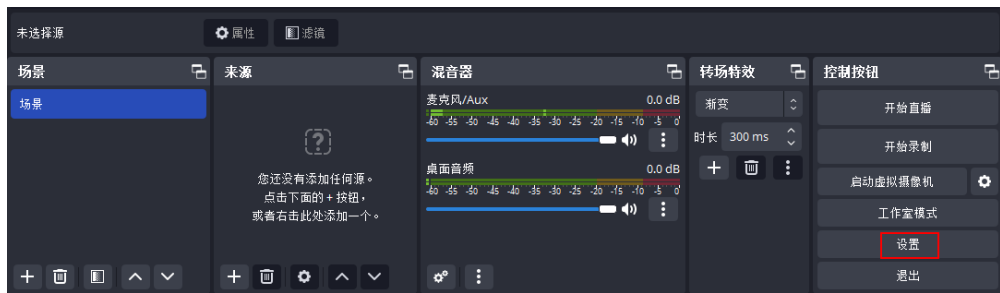 未选择源
属性
滤镜
场景
来源
混音器
转场特效
控制按钮
场景
您还没有添加任何源。
点击下面的 + 按钮，
或者右击此处添加一个。
麦克风/Aux
0.0 dB
-60 -55 -50 -45 -40 -35 -30 -25 -20 -15 -10 -5 0
桌面音频
0.0 dB
-60 -55 -50 -45 -40 -35 -30 -25 -20 -15 -10 -5 0
渐变
时长 300 ms
开始直播
开始录制
启动虚拟摄像机
工作室模式
设置
退出